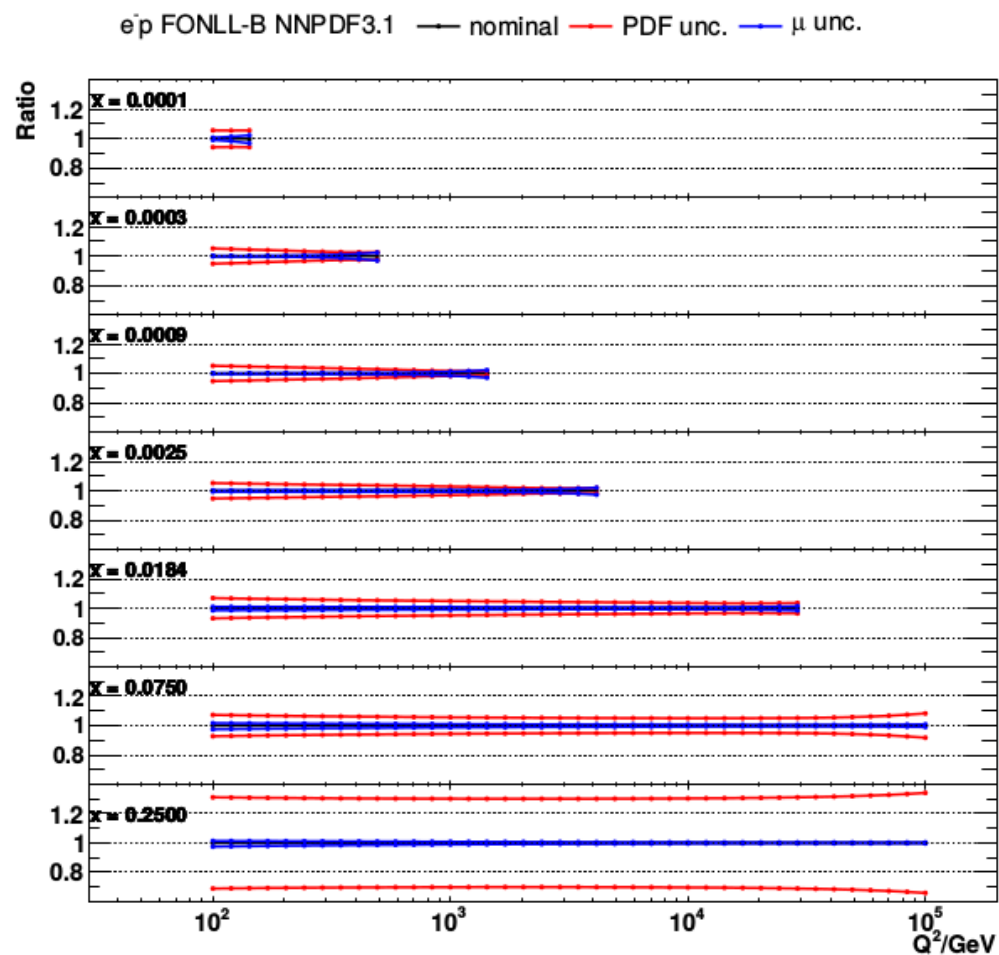 e⁻p FONLL-B NNPDF3.1 nominal PDF unc. μ unc.
Ratio
x = 0.0001
1.2
1
0.8
x = 0.0003
1.2
1
0.8
x = 0.0009
1.2
1
0.8
x = 0.0025
1.2
1
0.8
x = 0.0184
1.2
1
0.8
x = 0.0750
1.2
1
0.8
x = 0.2500
1.2
1
0.8
10² 10³ 10⁴ 10⁵
Q²/GeV